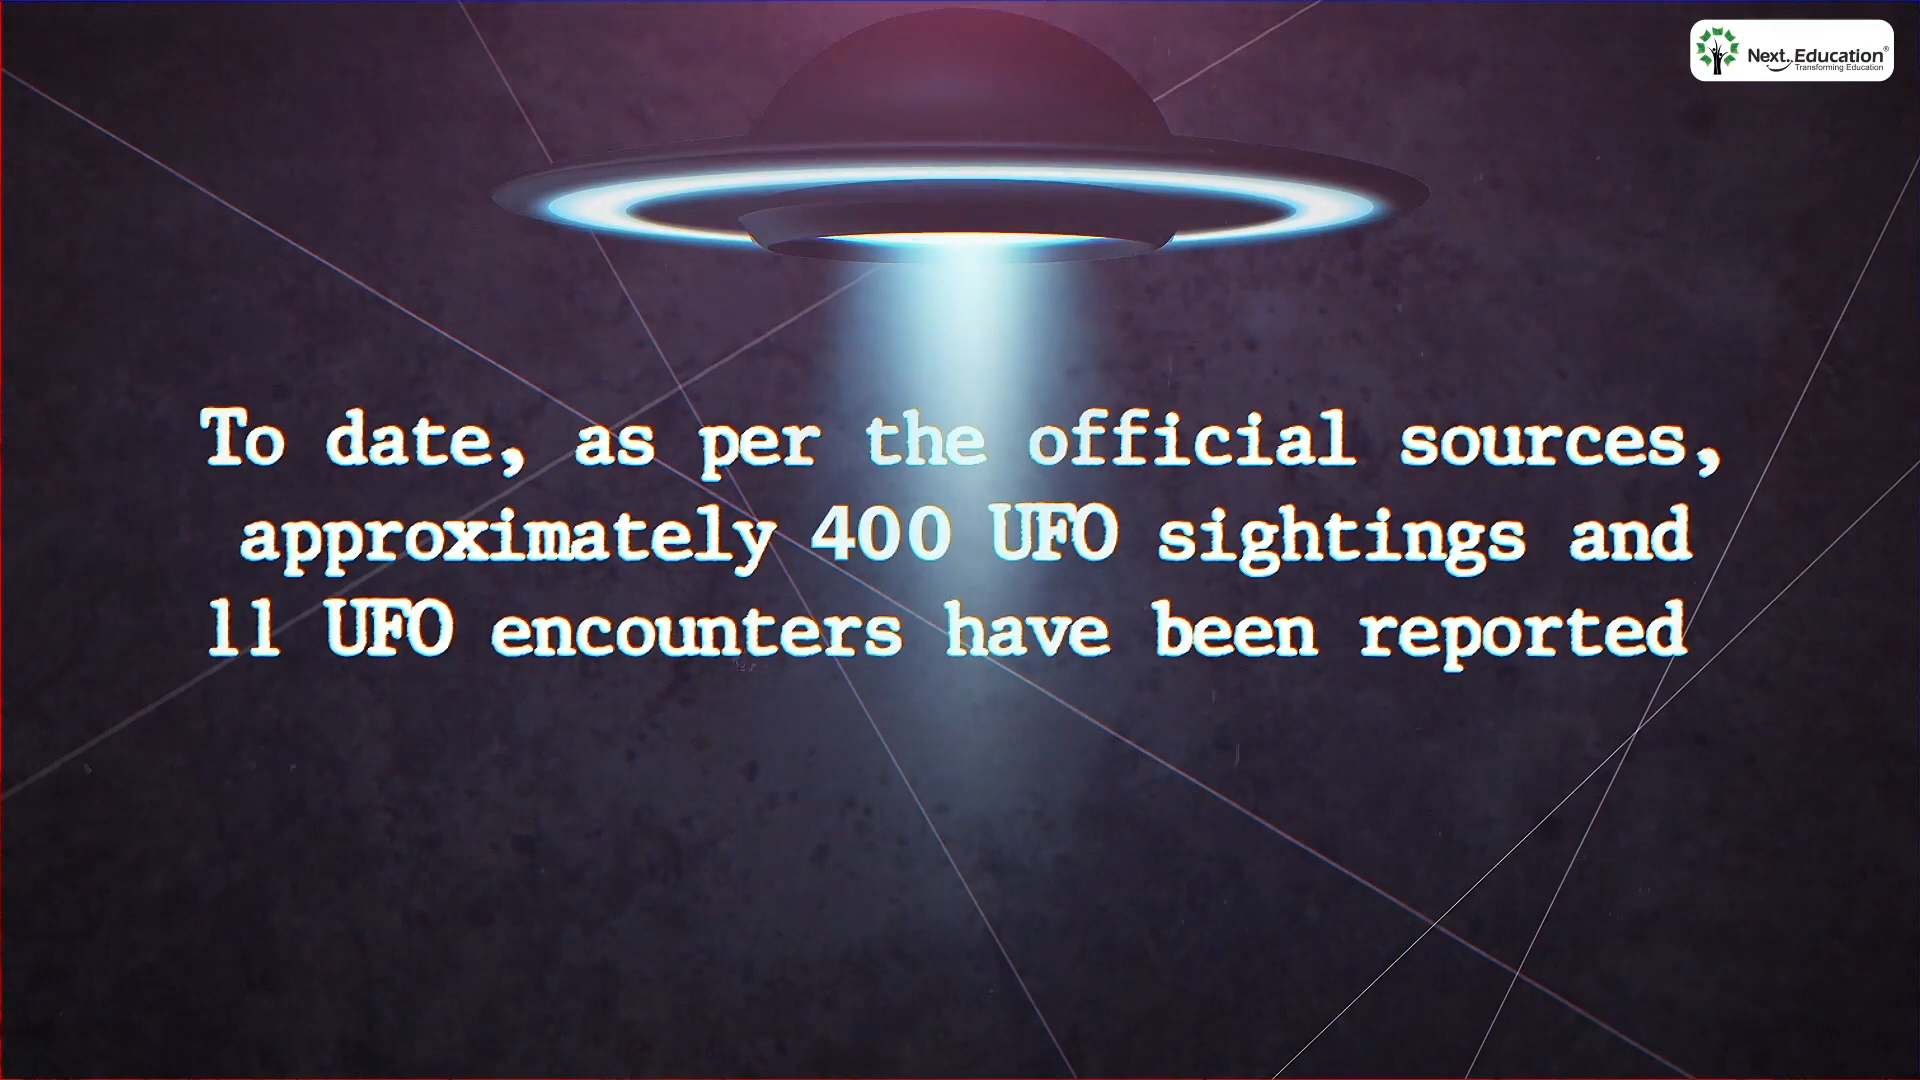 Next Education®
Transforming Education
To date, as per the official sources,
approximately 400 UFO sightings and
11 UFO encounters have been reported